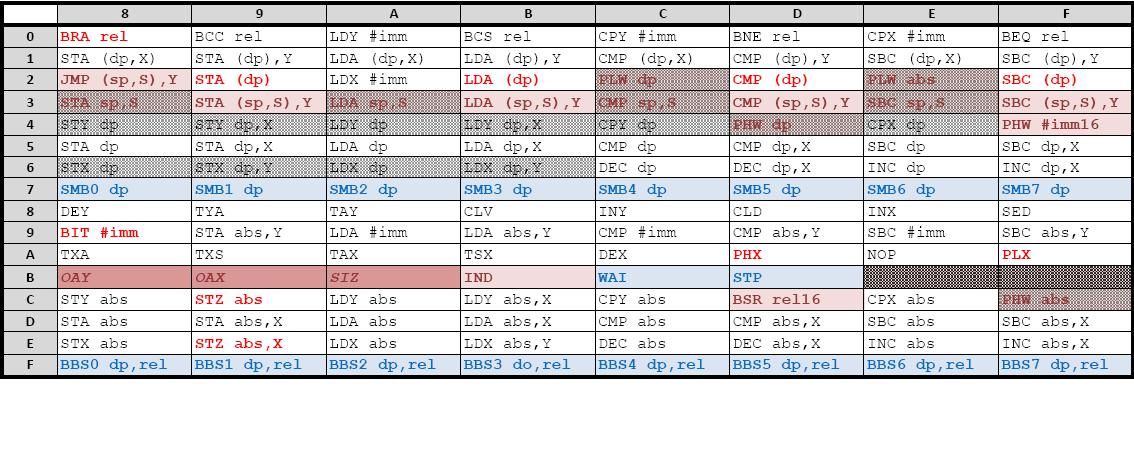 8 9 A B C D E F
0 BRA rel BCC rel LDY #imm BCS rel CPY #imm BNE rel CPX #imm BEQ rel
1 STA (dp,X) STA (dp),Y LDA (dp,X) LDA (dp),Y CMP (dp,X) CMP (dp),Y SBC (dp,X) SBC (dp),Y
2 JMP (sp,S),Y STA (dp) LDX #imm LDA (dp) PLW dp CMP (dp) PLW abs SBC (dp)
3 STA sp,S STA (sp,S),Y LDA sp,S LDA (sp,S),Y CMP sp,S CMP (sp,S),Y SBC sp,S SBC (sp,S),Y
4 STY dp STY dp,X LDY dp LDY dp,X CPY dp PHW dp CPX dp PHW #imm16
5 STA dp STA dp,X LDA dp LDA dp,X CMP dp CMP dp,X SBC dp SBC dp,X
6 STX dp STX dp,Y LDX dp LDX dp,Y DEC dp DEC dp,X INC dp INC dp,X
7 SMB0 dp SMB1 dp SMB2 dp SMB3 dp SMB4 dp SMB5 dp SMB6 dp SMB7 dp
8 DEY TYA TAY CLV INY CLD INX SED
9 BIT #imm STA abs,Y LDA #imm LDA abs,Y CMP #imm CMP abs,Y SBC #imm SBC abs,Y
A TXA TXS TAX TSX DEX PHX NOP PLX
B OAY OAX SIZ IND WAI STP
C STY abs STZ abs LDY abs LDY abs,X CPY abs BSR rel16 CPX abs PHW abs
D STA abs STA abs,X LDA abs LDA abs,X CMP abs CMP abs,X SBC abs SBC abs,X
E STX abs STZ abs,X LDX abs LDX abs,Y DEC abs DEC abs,X INC abs INC abs,X
F BBS0 dp,rel BBS1 dp,rel BBS2 dp,rel BBS3 do,rel BBS4 dp,rel BBS5 dp,rel BBS6 dp,rel BBS7 dp,rel